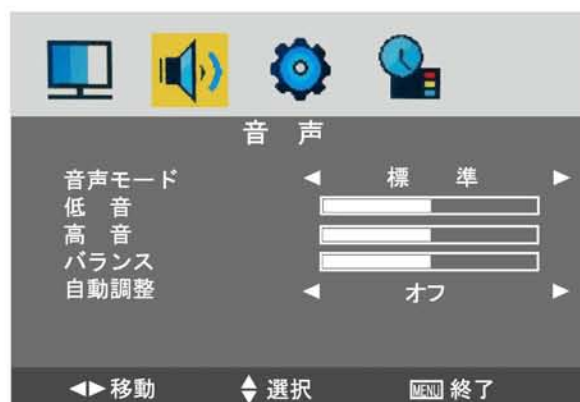 音 声
音声モード ◀ 標 準 ▶
低 音
高 音
バランス
自動調整 ◀ オフ ▶
◀▶移動 ▲▼選択 MENU 終了